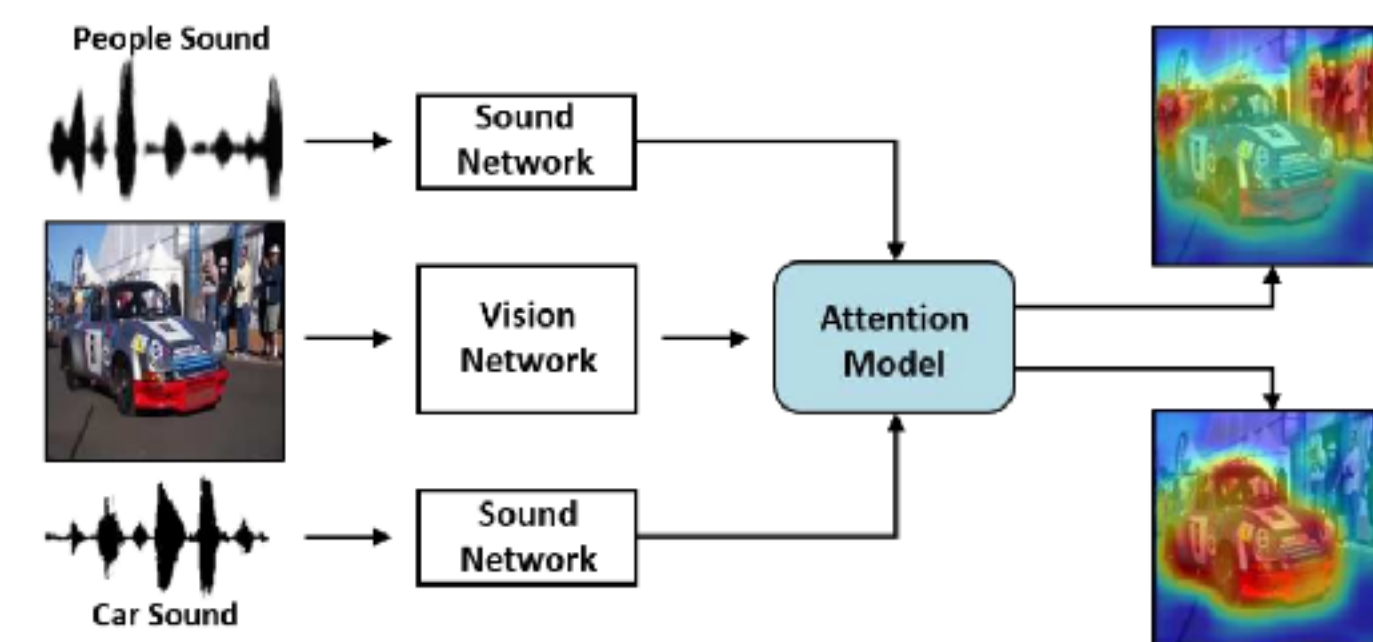 People Sound
Sound
Network
Vision
Network
Attention
Model
Sound
Network
Car Sound